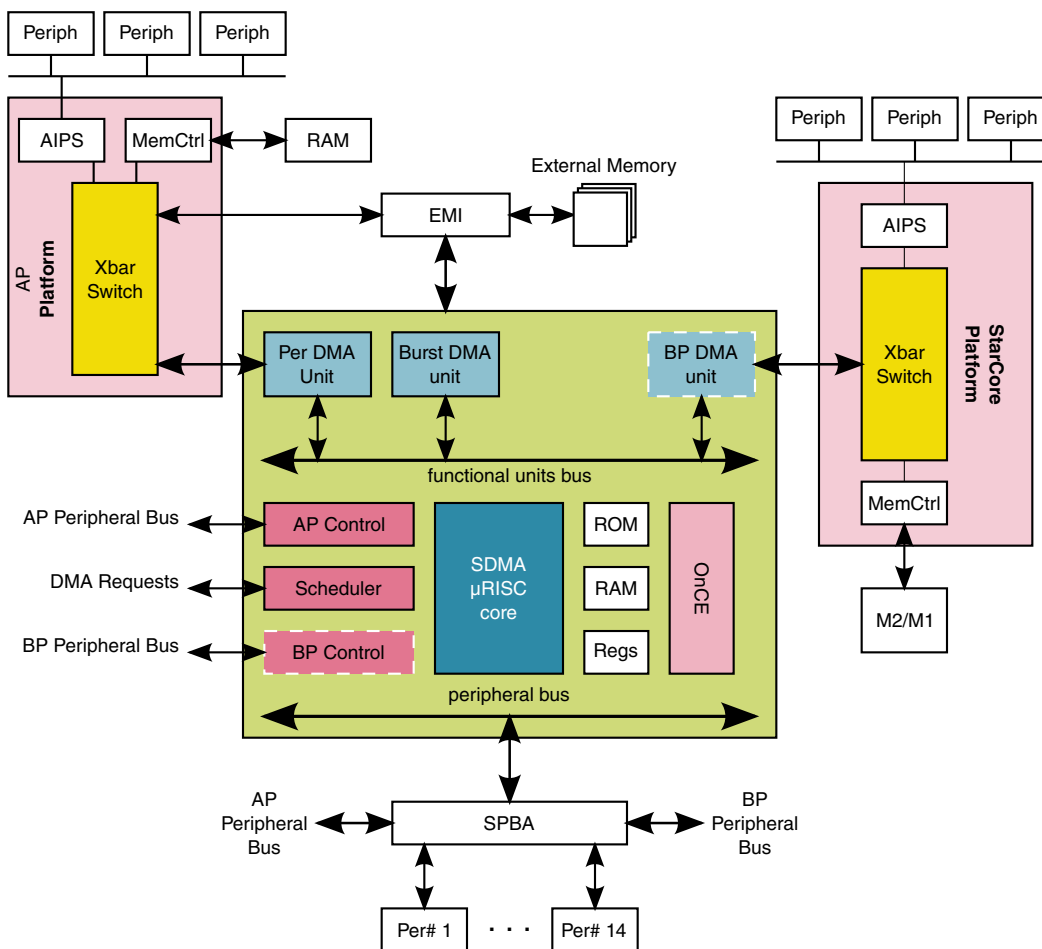 Periph
Periph
Periph
AIPS
MemCtrl
RAM
AP
Platform
Xbar
Switch
EMI
External Memory
Periph
Periph
Periph
AIPS
Xbar
Switch
StarCore
Platform
MemCtrl
M2/M1
Per DMA
Unit
Burst DMA
unit
BP DMA
unit
functional units bus
AP Peripheral Bus
DMA Requests
BP Peripheral Bus
AP Control
Scheduler
BP Control
SDMA
µRISC
core
ROM
RAM
Regs
OnCE
peripheral bus
AP
Peripheral
Bus
SPBA
BP
Peripheral
Bus
Per# 1
. . .
Per# 14